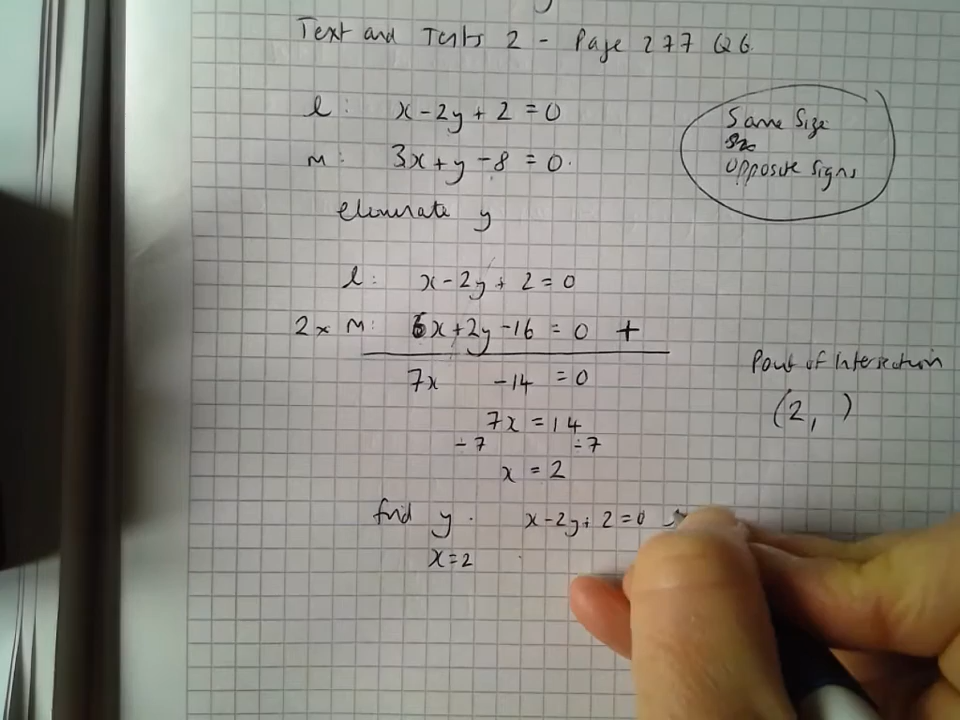 Text and Tests 2 - Page 277 Q6
l: x - 2y + 2 = 0
m: 3x + y - 8 = 0.
Same Size
Opposite Signs
eliminate y
l: x - 2y + 2 = 0
2 x m: 6x + 2y - 16 = 0 +
7x - 14 = 0
7x = 14
÷7 ÷7
x = 2
Point of Intersection
(2, )
find y. x - 2y + 2 = 0
x = 2